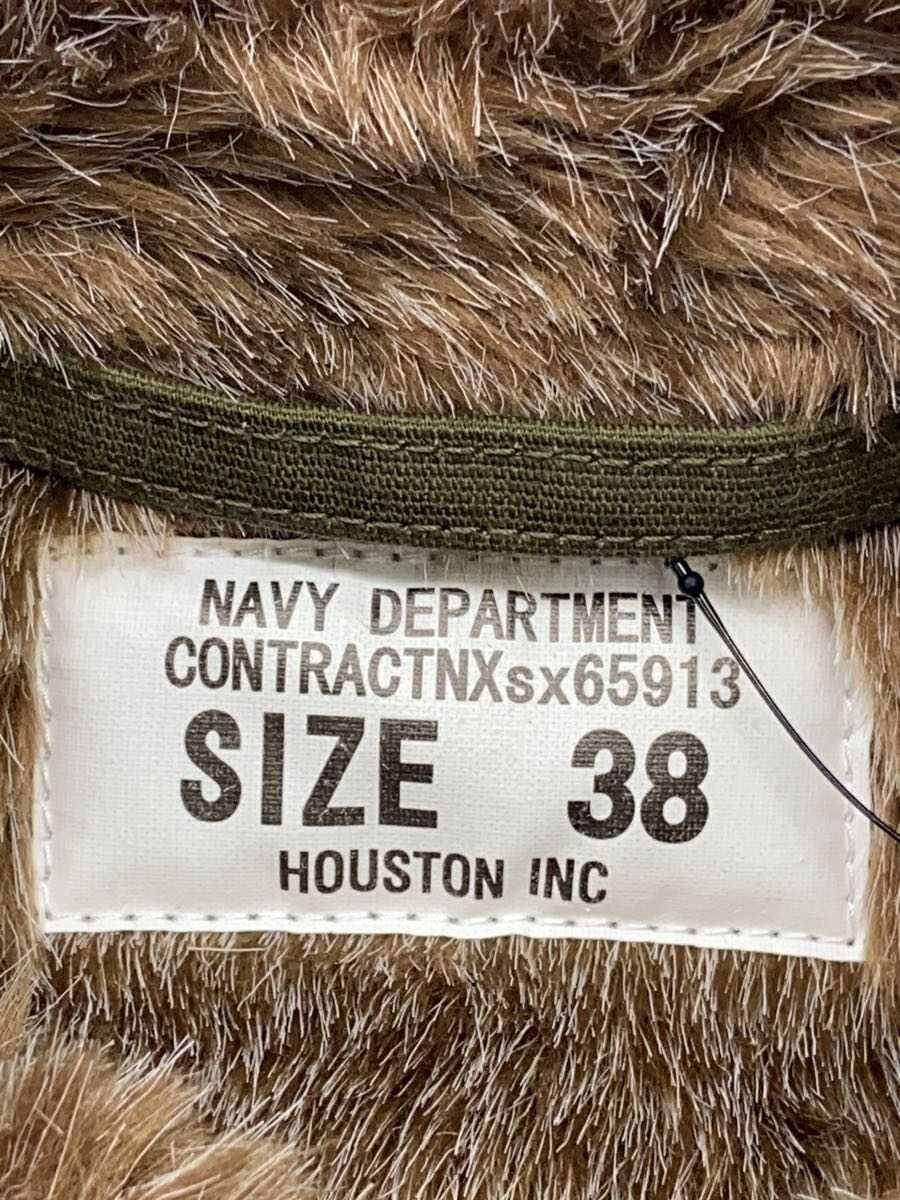 NAVY DEPARTMENT
CONTRACTNXsx65913
SIZE 38
HOUSTON INC